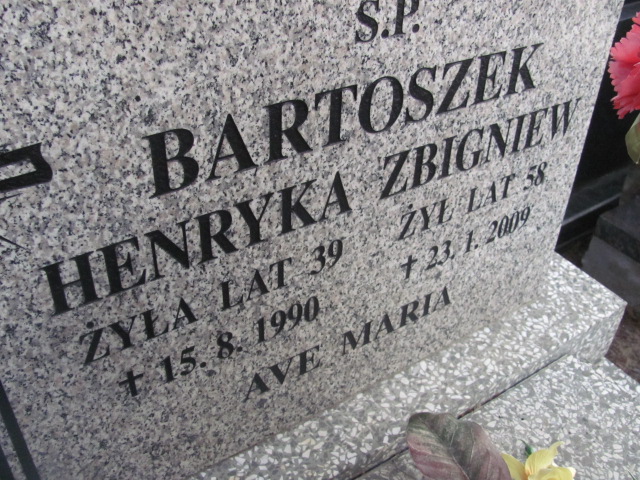 S.P.
BARTOSZEK
HENRYKA ZBIGNIEW
ŻYŁA LAT 39 ŻYŁ LAT 58
† 15. 8. 1990 † 23. 1. 2009
AVE MARIA